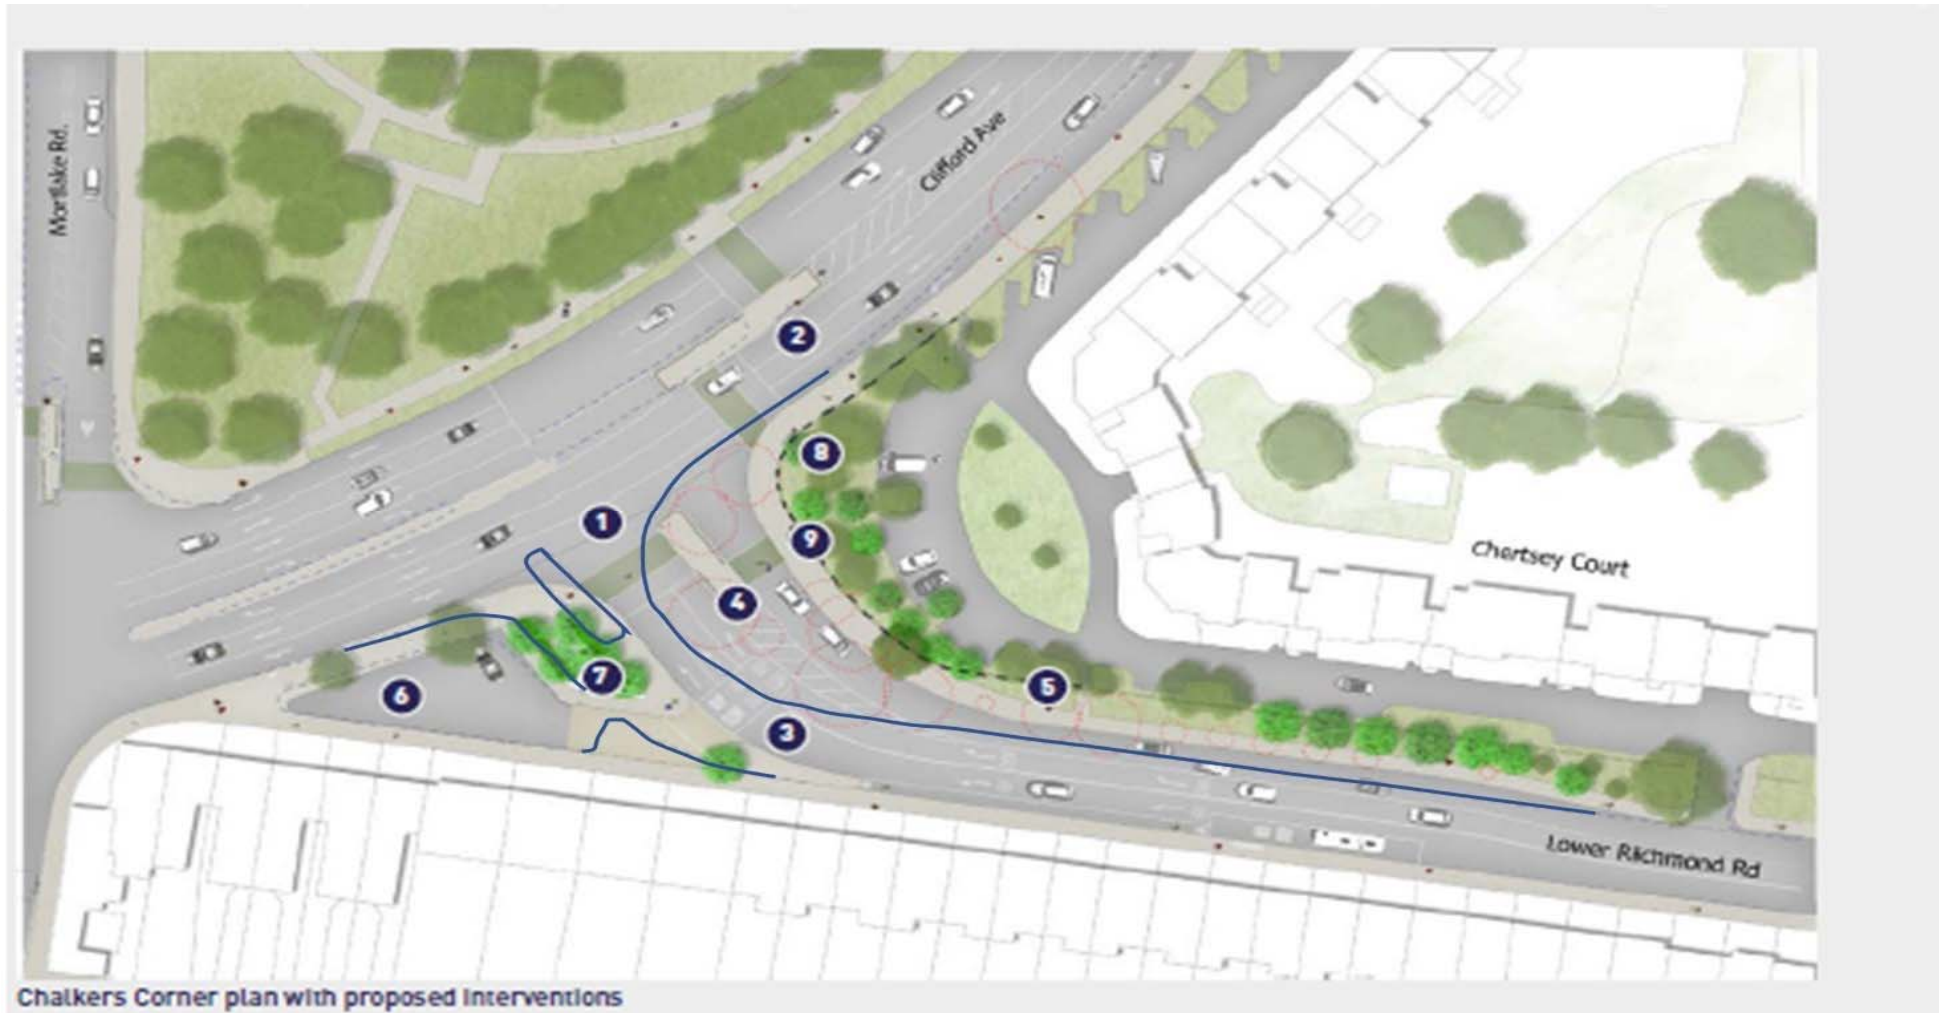 Mortlake Rd.
Clifford Ave
2
8
1
9
Chertsey Court
4
7
5
6
3
Lower Richmond Rd
Chalkers Corner plan with proposed interventions